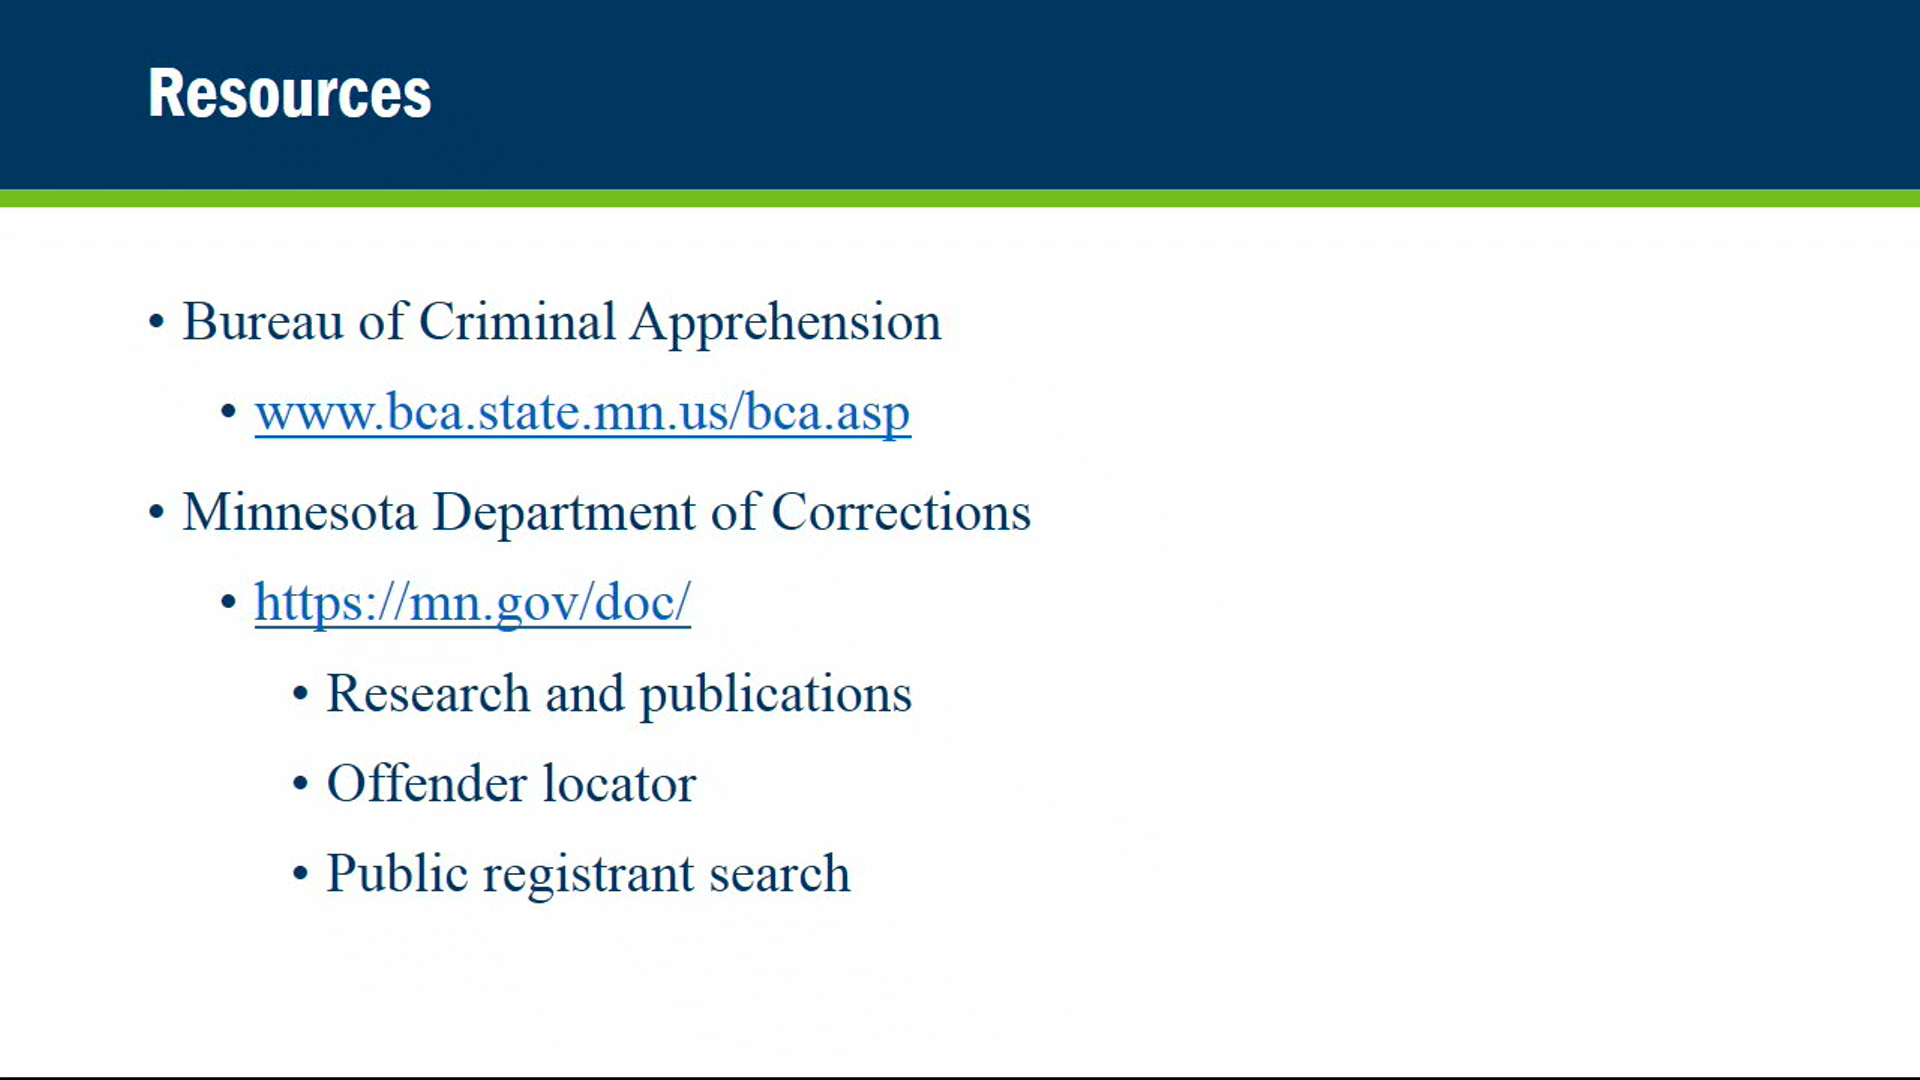 Resources
• Bureau of Criminal Apprehension
• www.bca.state.mn.us/bca.asp
• Minnesota Department of Corrections
• https://mn.gov/doc/
• Research and publications
• Offender locator
• Public registrant search